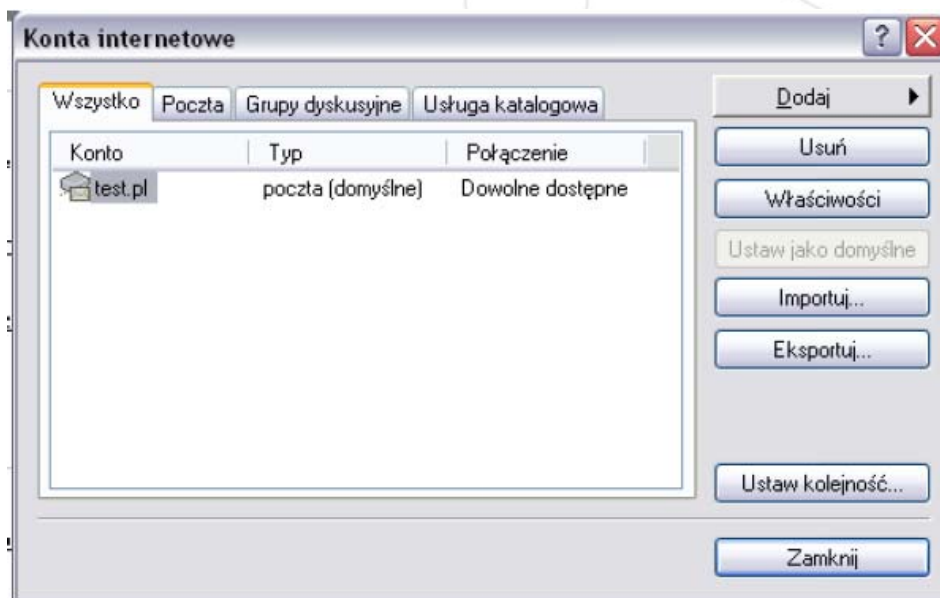 Konta internetowe
Wszystko Poczta Grupy dyskusyjne Usługa katalogowa
Konto Typ Połączenie
test.pl poczta (domyślne) Dowolne dostępne
Dodaj
Usuń
Właściwości
Ustaw jako domyślne
Importuj...
Eksportuj...
Ustaw kolejność...
Zamknij